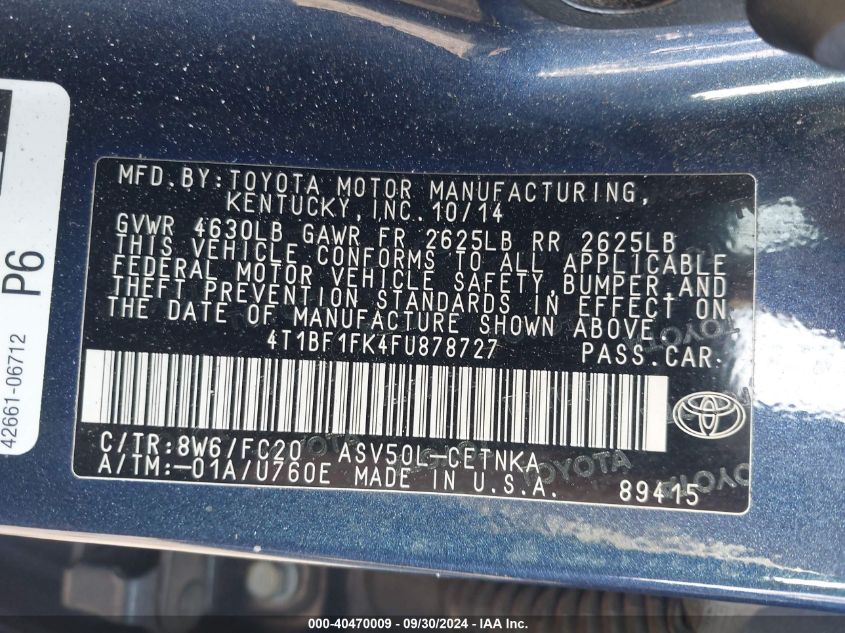 MFD.BY:TOYOTA MOTOR MANUFACTURING,
KENTUCKY, INC. 10/14
GVWR 4630LB GAWR FR 2625LB RR 2625LB
THIS VEHICLE CONFORMS TO ALL APPLICABLE
FEDERAL MOTOR VEHICLE SAFETY,BUMPER,AND
THEFT PREVENTION STANDARDS IN EFFECT ON
THE DATE OF MANUFACTURE SHOWN ABOVE.
4T1BF1FK4FU878727 PASS.CAR
C/TR:8W6/FC20 ASV50L-CETNKA
A/TM:-01A/U760E MADE IN U.S.A. 89415
TOYOTA
TOYOTA
42661-06712
P6
000-40470009 - 09/30/2024 - IAA Inc.